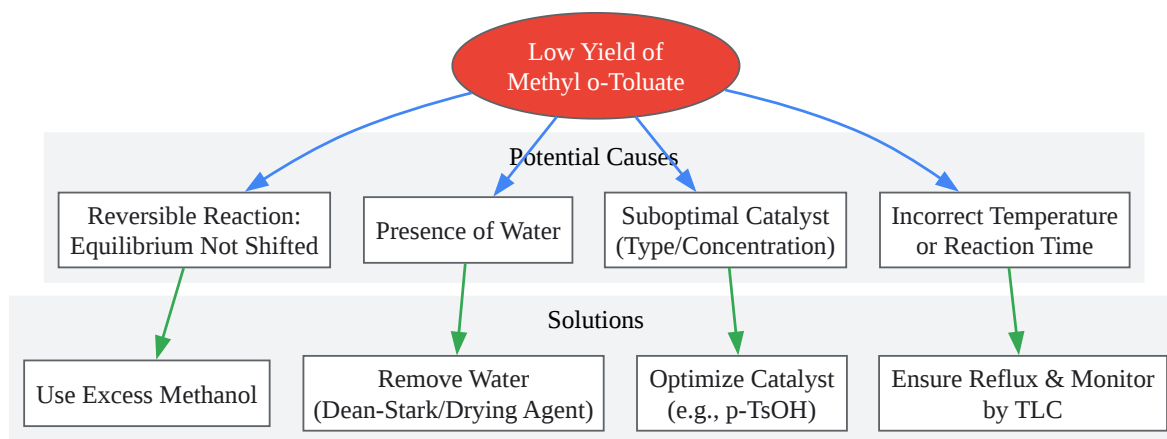 Low Yield of
Methyl o-Toluate
Potential Causes
Reversible Reaction:
Equilibrium Not Shifted
Presence of Water
Suboptimal Catalyst
(Type/Concentration)
Incorrect Temperature
or Reaction Time
Solutions
Use Excess Methanol
Remove Water
(Dean-Stark/Drying Agent)
Optimize Catalyst
(e.g., p-TsOH)
Ensure Reflux & Monitor
by TLC